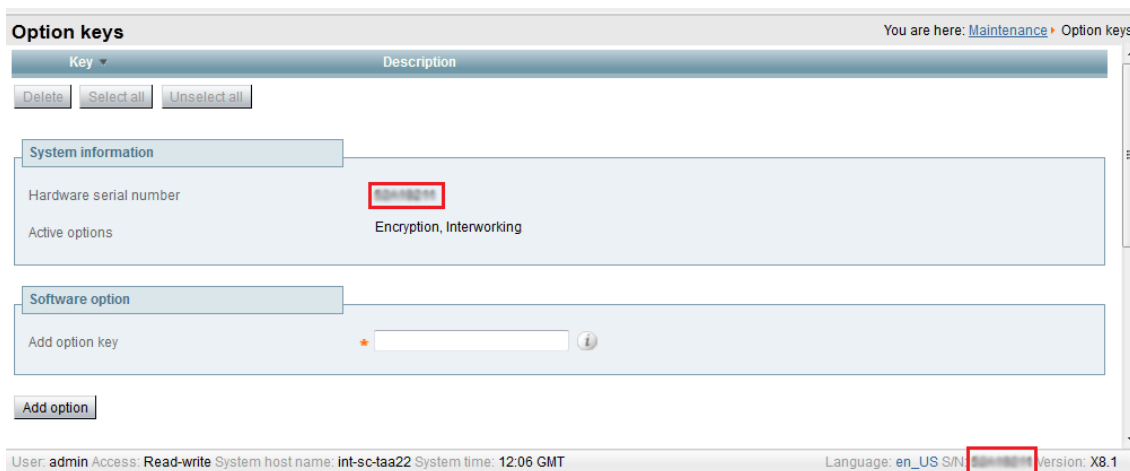 Option keys
You are here: Maintenance Option keys
Key Description
Delete Select all Unselect all
System information
Hardware serial number
Active options Encryption, Interworking
Software option
Add option key * i
Add option
User: admin Access: Read-write System host name: int-sc-taa22 System time: 12:06 GMT Language: en_US S/N: Version: X8.1